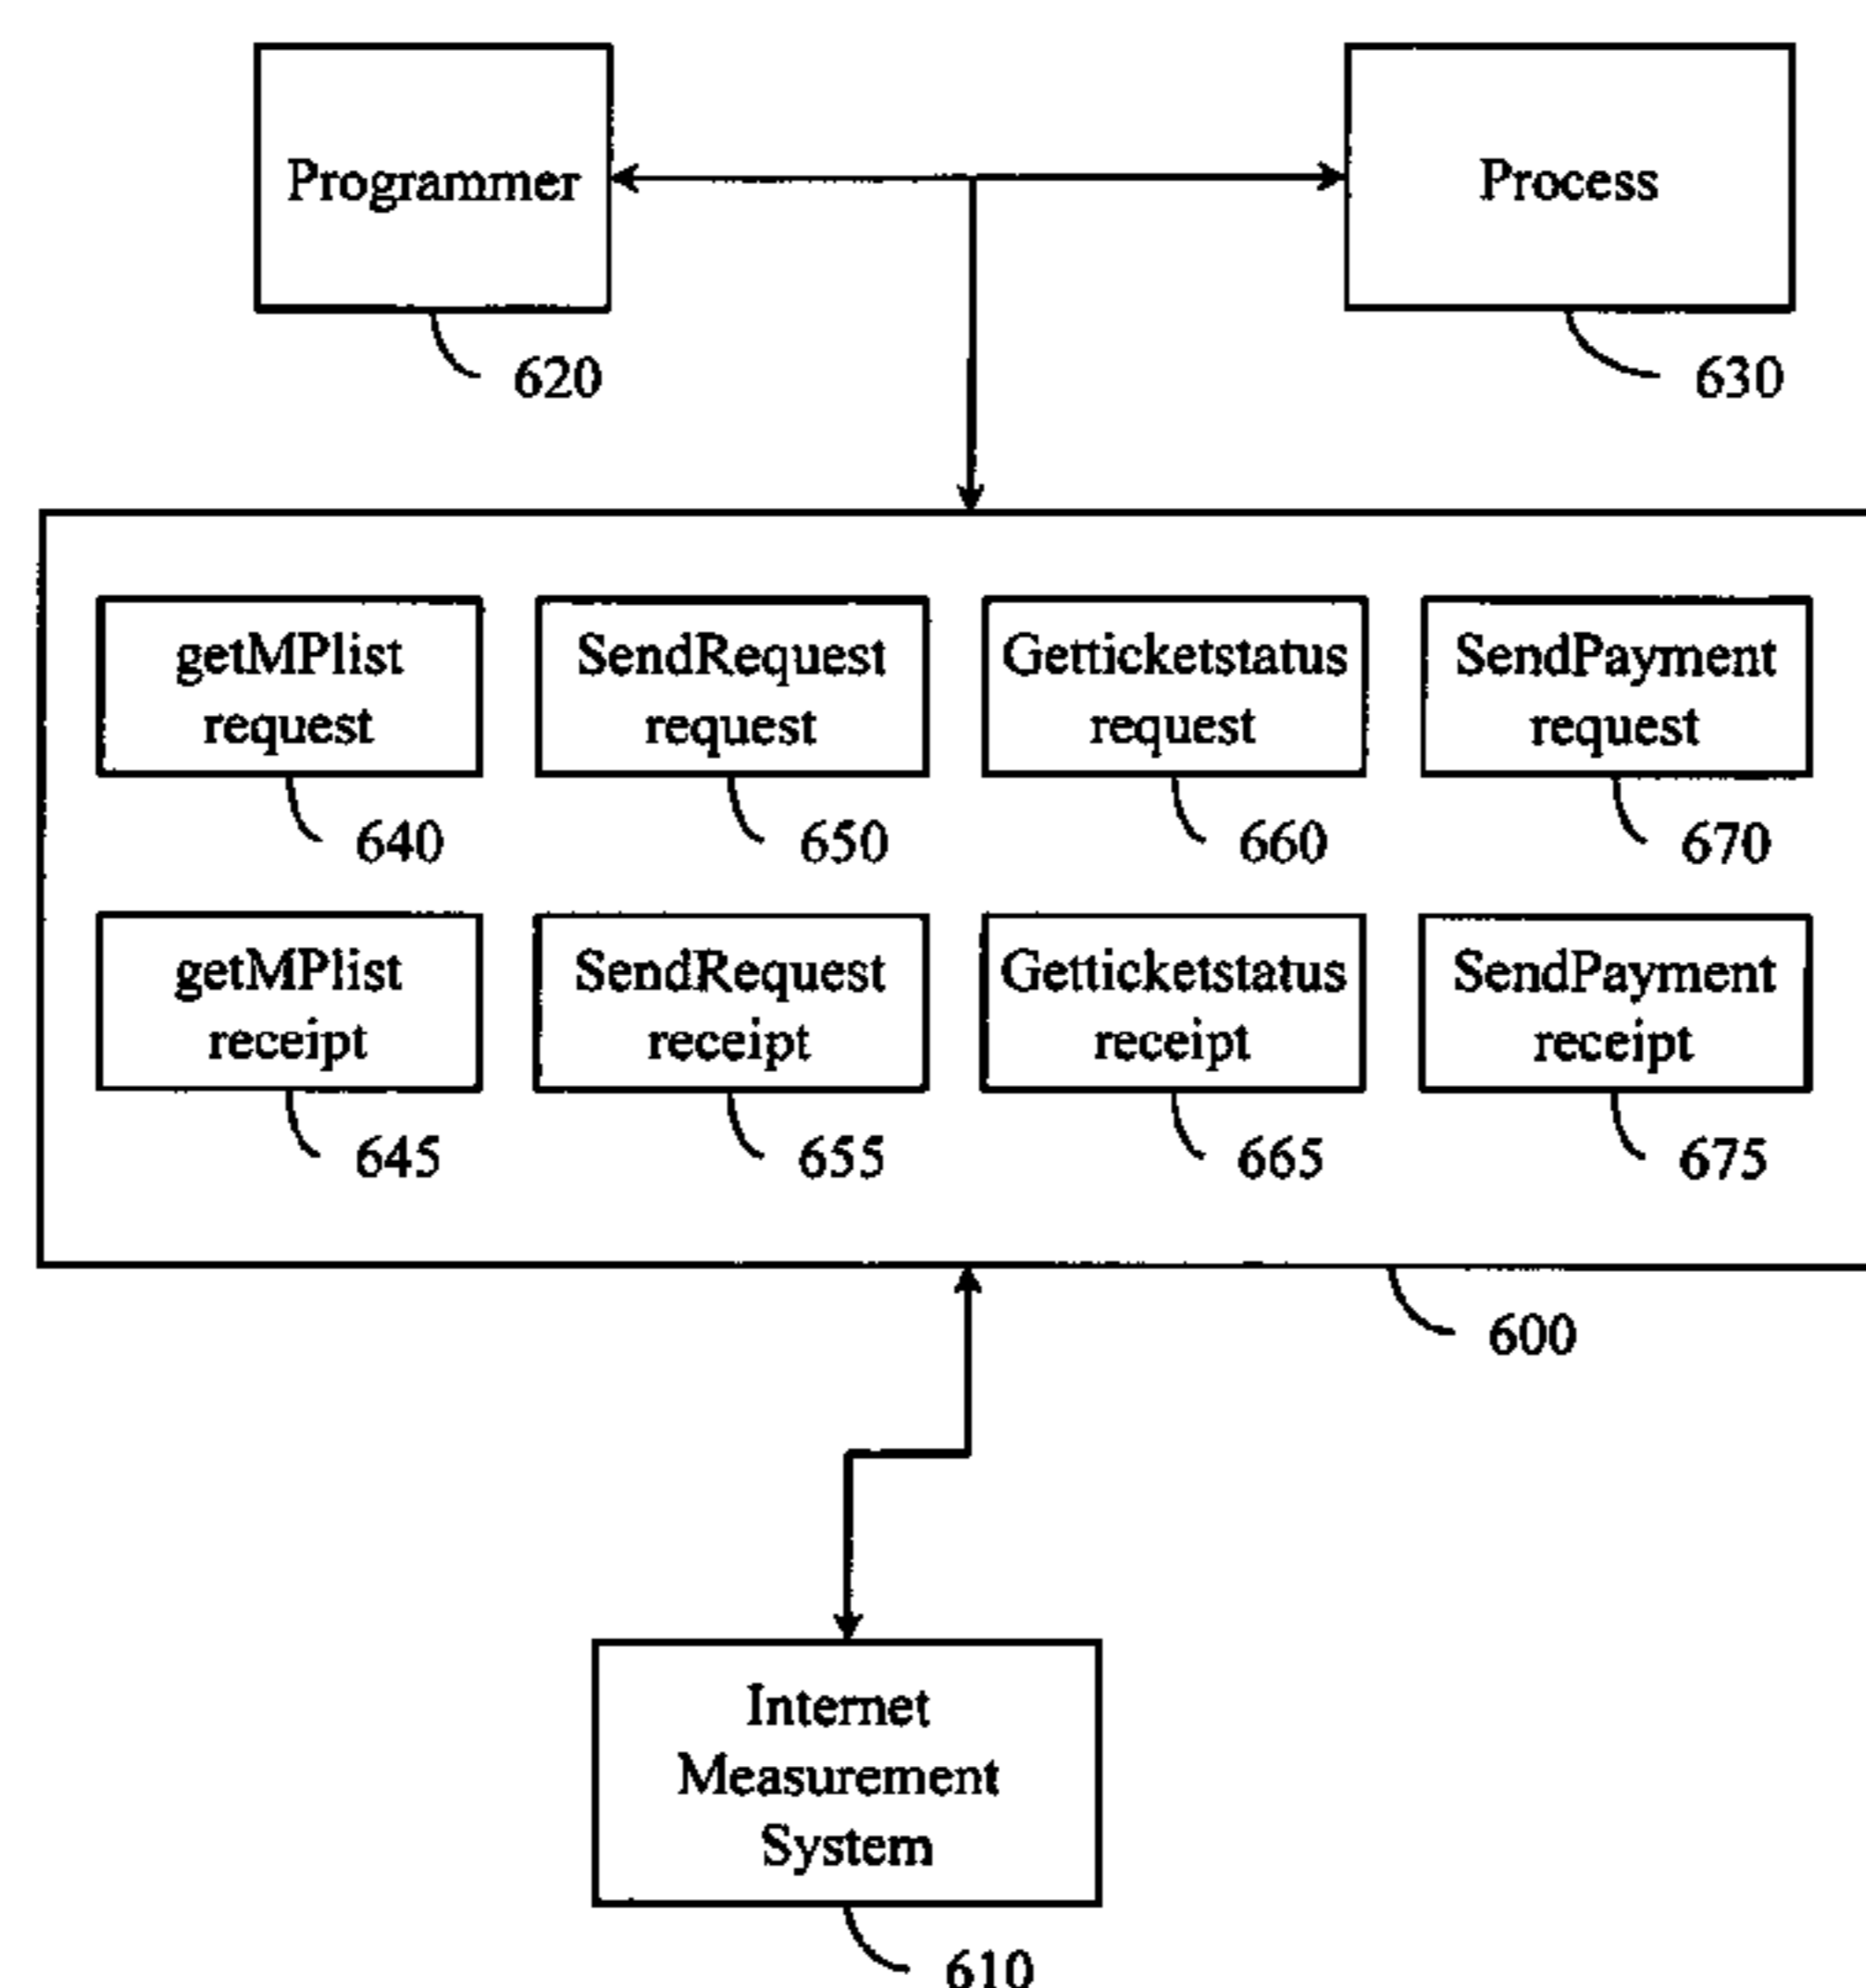 Programmer
Process
620
630
getMPlist
request
SendRequest
request
Getticketstatus
request
SendPayment
request
640
650
660
670
getMPlist
receipt
SendRequest
receipt
Getticketstatus
receipt
SendPayment
receipt
645
655
665
675
600
Internet
Measurement
System
610